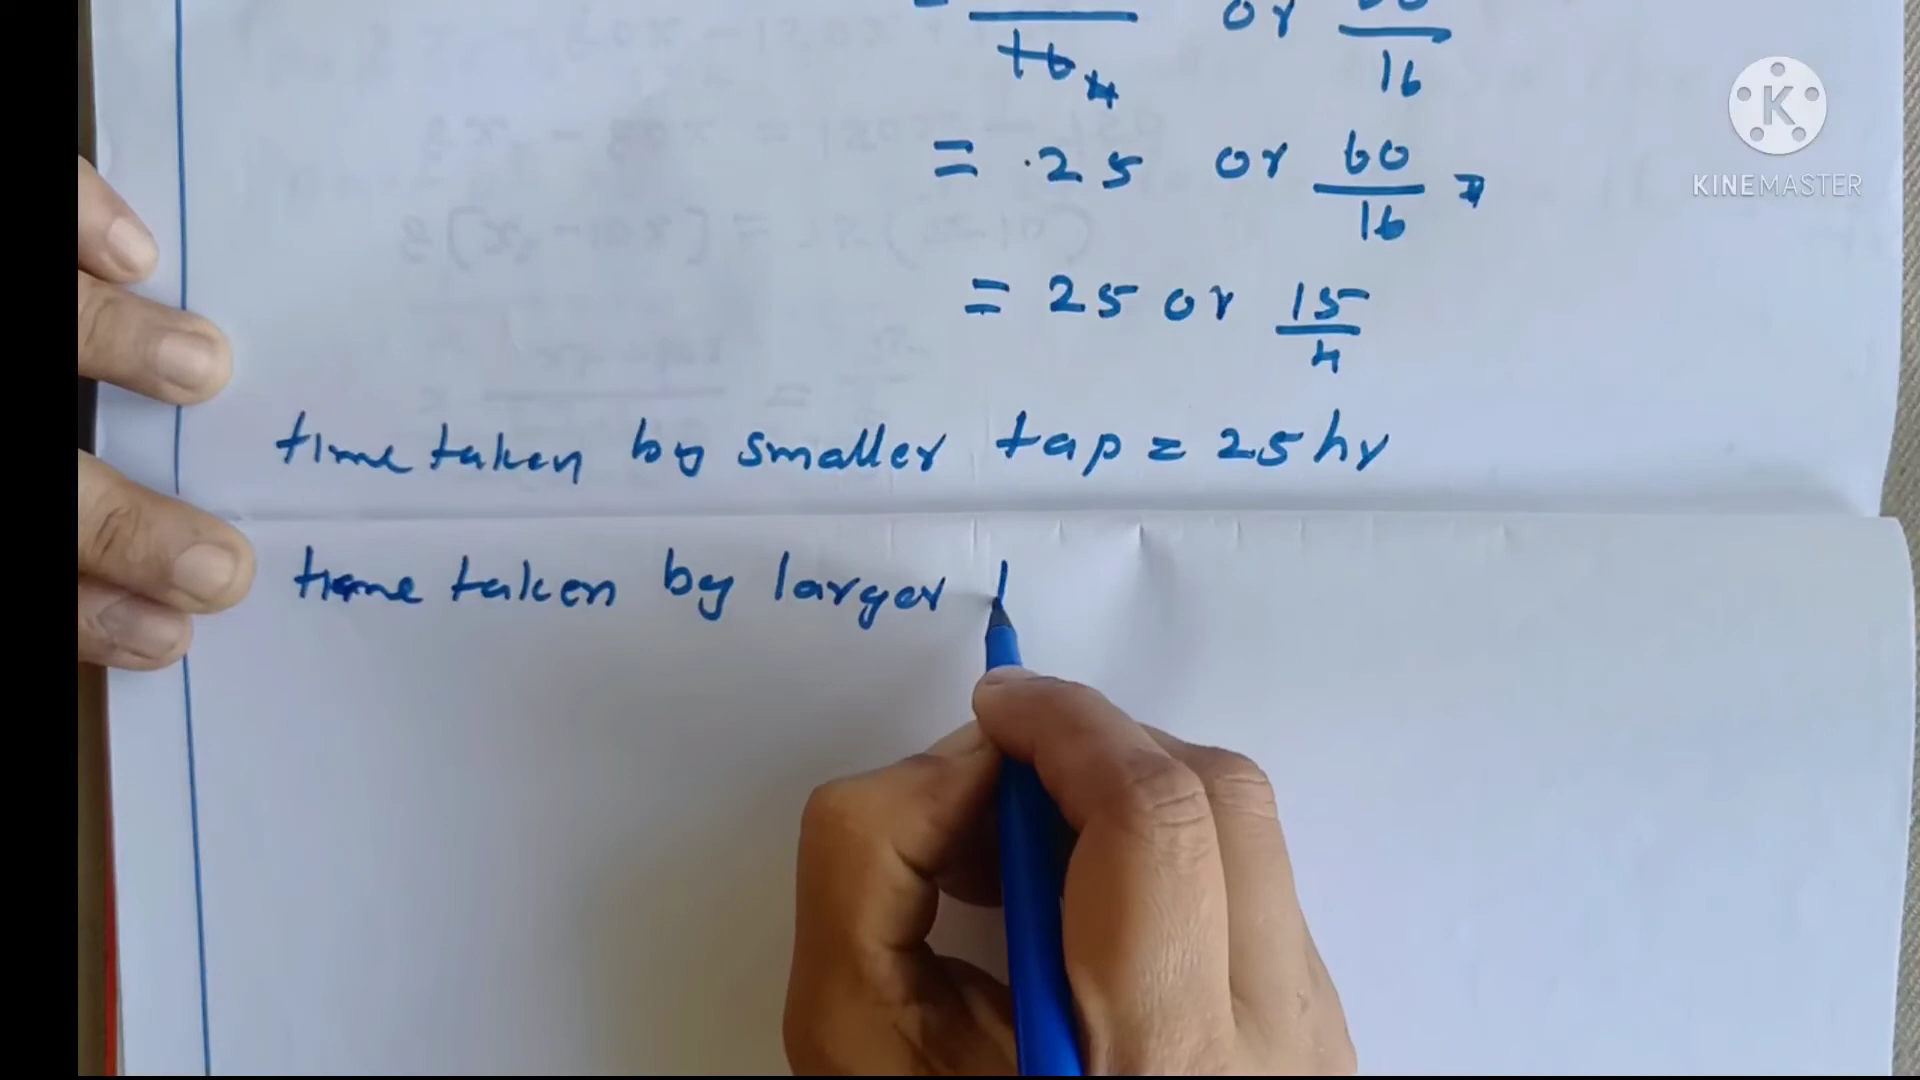 or
16
16
K
KINEMASTER
= .25 or 60/16
= 25 or 15/4
time taken by smaller tap = 25 hr
time taken by larger